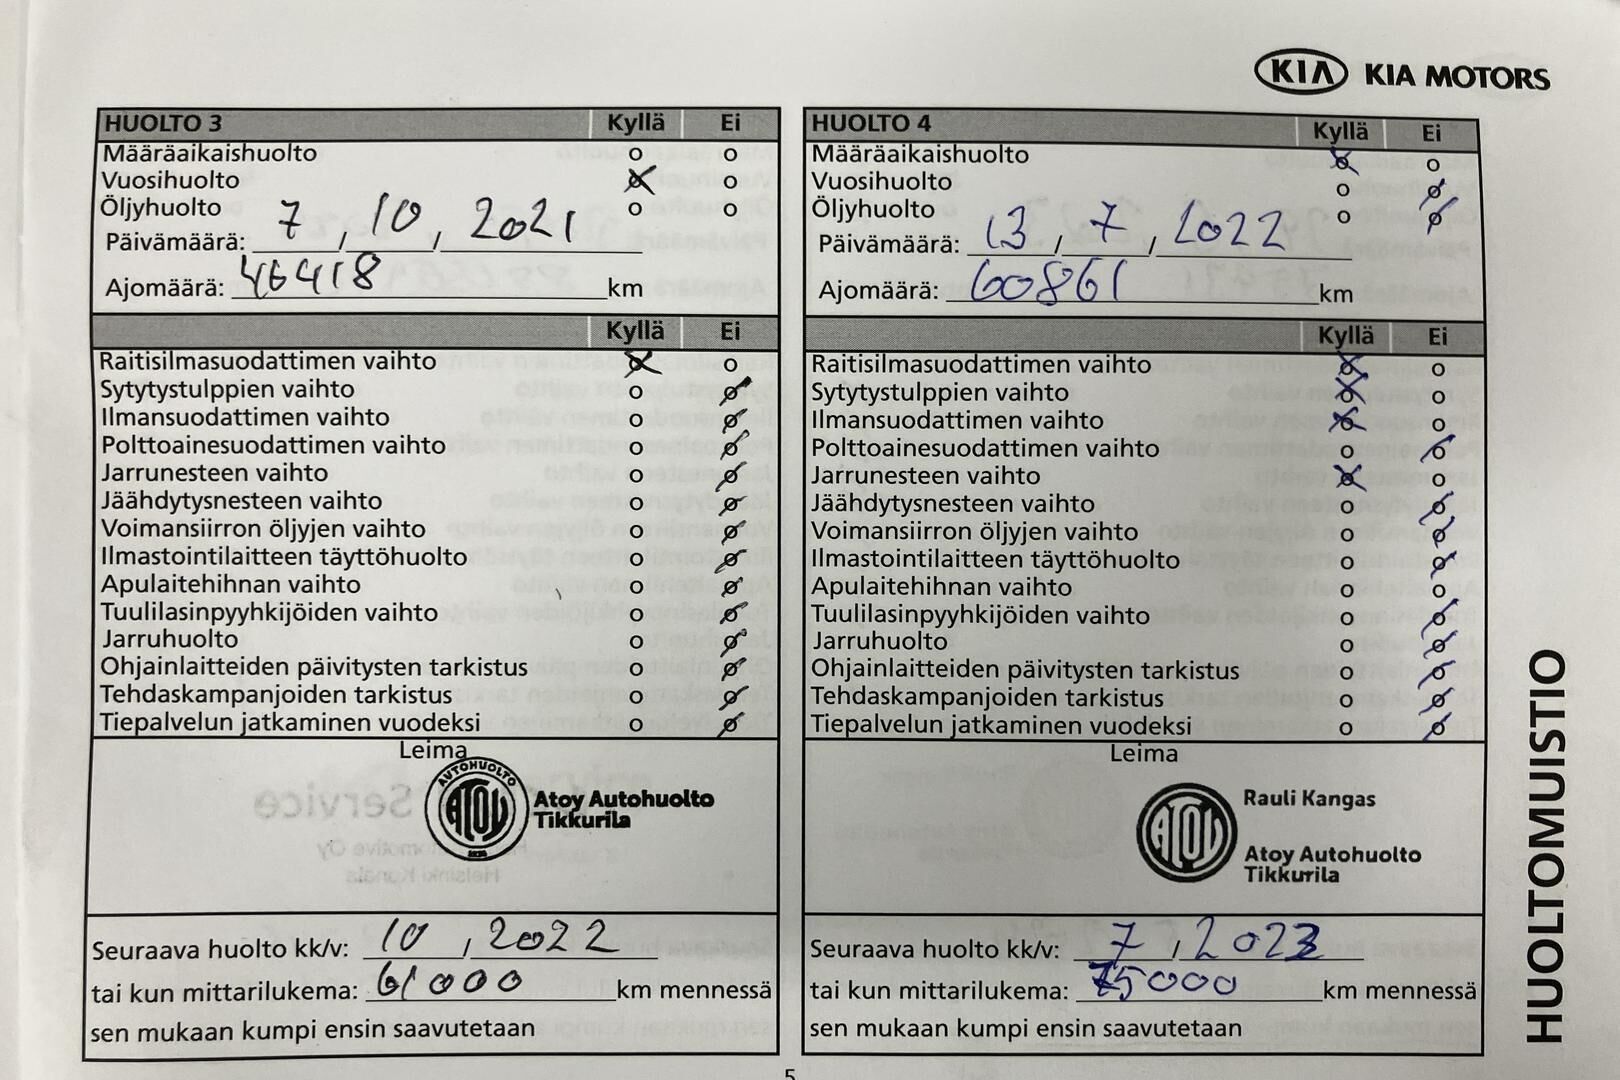 KIA KIA MOTORS
HUOLTO 3 Kyllä Ei
Määräaikaishuolto o o
Vuosihuolto o o
Öljyhuolto o o
Päivämäärä: 7 / 10 / 2021
Ajomäärä: 46418 km
Kyllä Ei
Raitisilmasuodattimen vaihto o o
Sytytystulppien vaihto o o
Ilmansuodattimen vaihto o o
Polttoainesuodattimen vaihto o o
Jarrunesteen vaihto o o
Jäähdytysnesteen vaihto o o
Voimansiirron öljyjen vaihto o o
Ilmastointilaitteen täyttöhuolto o o
Apulaitehihnan vaihto o o
Tuulilasinpyyhkijöiden vaihto o o
Jarruhuolto o o
Ohjainlaitteiden päivitysten tarkistus o o
Tehdaskampanjoiden tarkistus o o
Tiepalvelun jatkaminen vuodeksi o o
Leima
AUTOHUOLTO
ATOY
Atoy Autohuolto
Tikkurila
Seuraava huolto kk/v: 10 / 2022
tai kun mittarilukema: 61000 km mennessä
sen mukaan kumpi ensin saavutetaan
HUOLTO 4 Kyllä Ei
Määräaikaishuolto o o
Vuosihuolto o o
Öljyhuolto o o
Päivämäärä: 13 / 7 / 2022
Ajomäärä: 60861 km
Kyllä Ei
Raitisilmasuodattimen vaihto o o
Sytytystulppien vaihto o o
Ilmansuodattimen vaihto o o
Polttoainesuodattimen vaihto o o
Jarrunesteen vaihto o o
Jäähdytysnesteen vaihto o o
Voimansiirron öljyjen vaihto o o
Ilmastointilaitteen täyttöhuolto o o
Apulaitehihnan vaihto o o
Tuulilasinpyyhkijöiden vaihto o o
Jarruhuolto o o
Ohjainlaitteiden päivitysten tarkistus o o
Tehdaskampanjoiden tarkistus o o
Tiepalvelun jatkaminen vuodeksi o o
Leima
ATOY
Rauli Kangas
Atoy Autohuolto
Tikkurila
Seuraava huolto kk/v: 7 / 2023
tai kun mittarilukema: 75000 km mennessä
sen mukaan kumpi ensin saavutetaan
HUOLTOMUISTIO
5